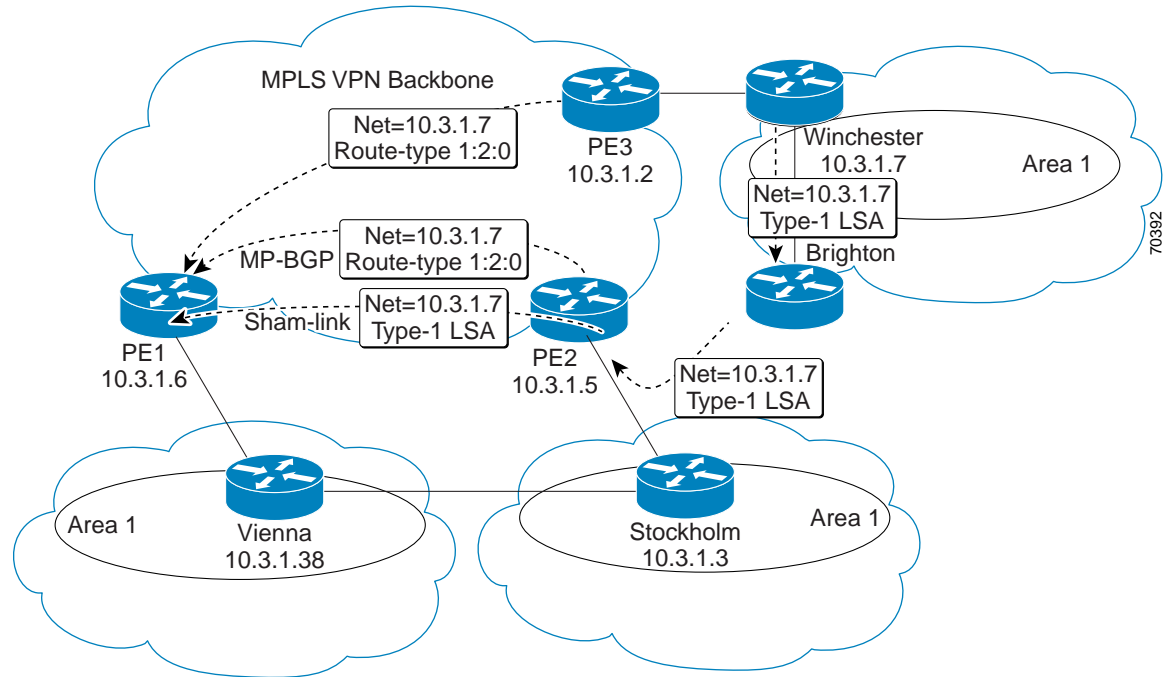 MPLS VPN Backbone
Net=10.3.1.7
Route-type 1:2:0
PE3
10.3.1.2
Winchester
10.3.1.7
Area 1
Net=10.3.1.7
Type-1 LSA
Brighton
70392
MP-BGP
Net=10.3.1.7
Route-type 1:2:0
Sham-link
Net=10.3.1.7
Type-1 LSA
PE1
10.3.1.6
PE2
10.3.1.5
Net=10.3.1.7
Type-1 LSA
Area 1
Vienna
10.3.1.38
Stockholm
10.3.1.3
Area 1